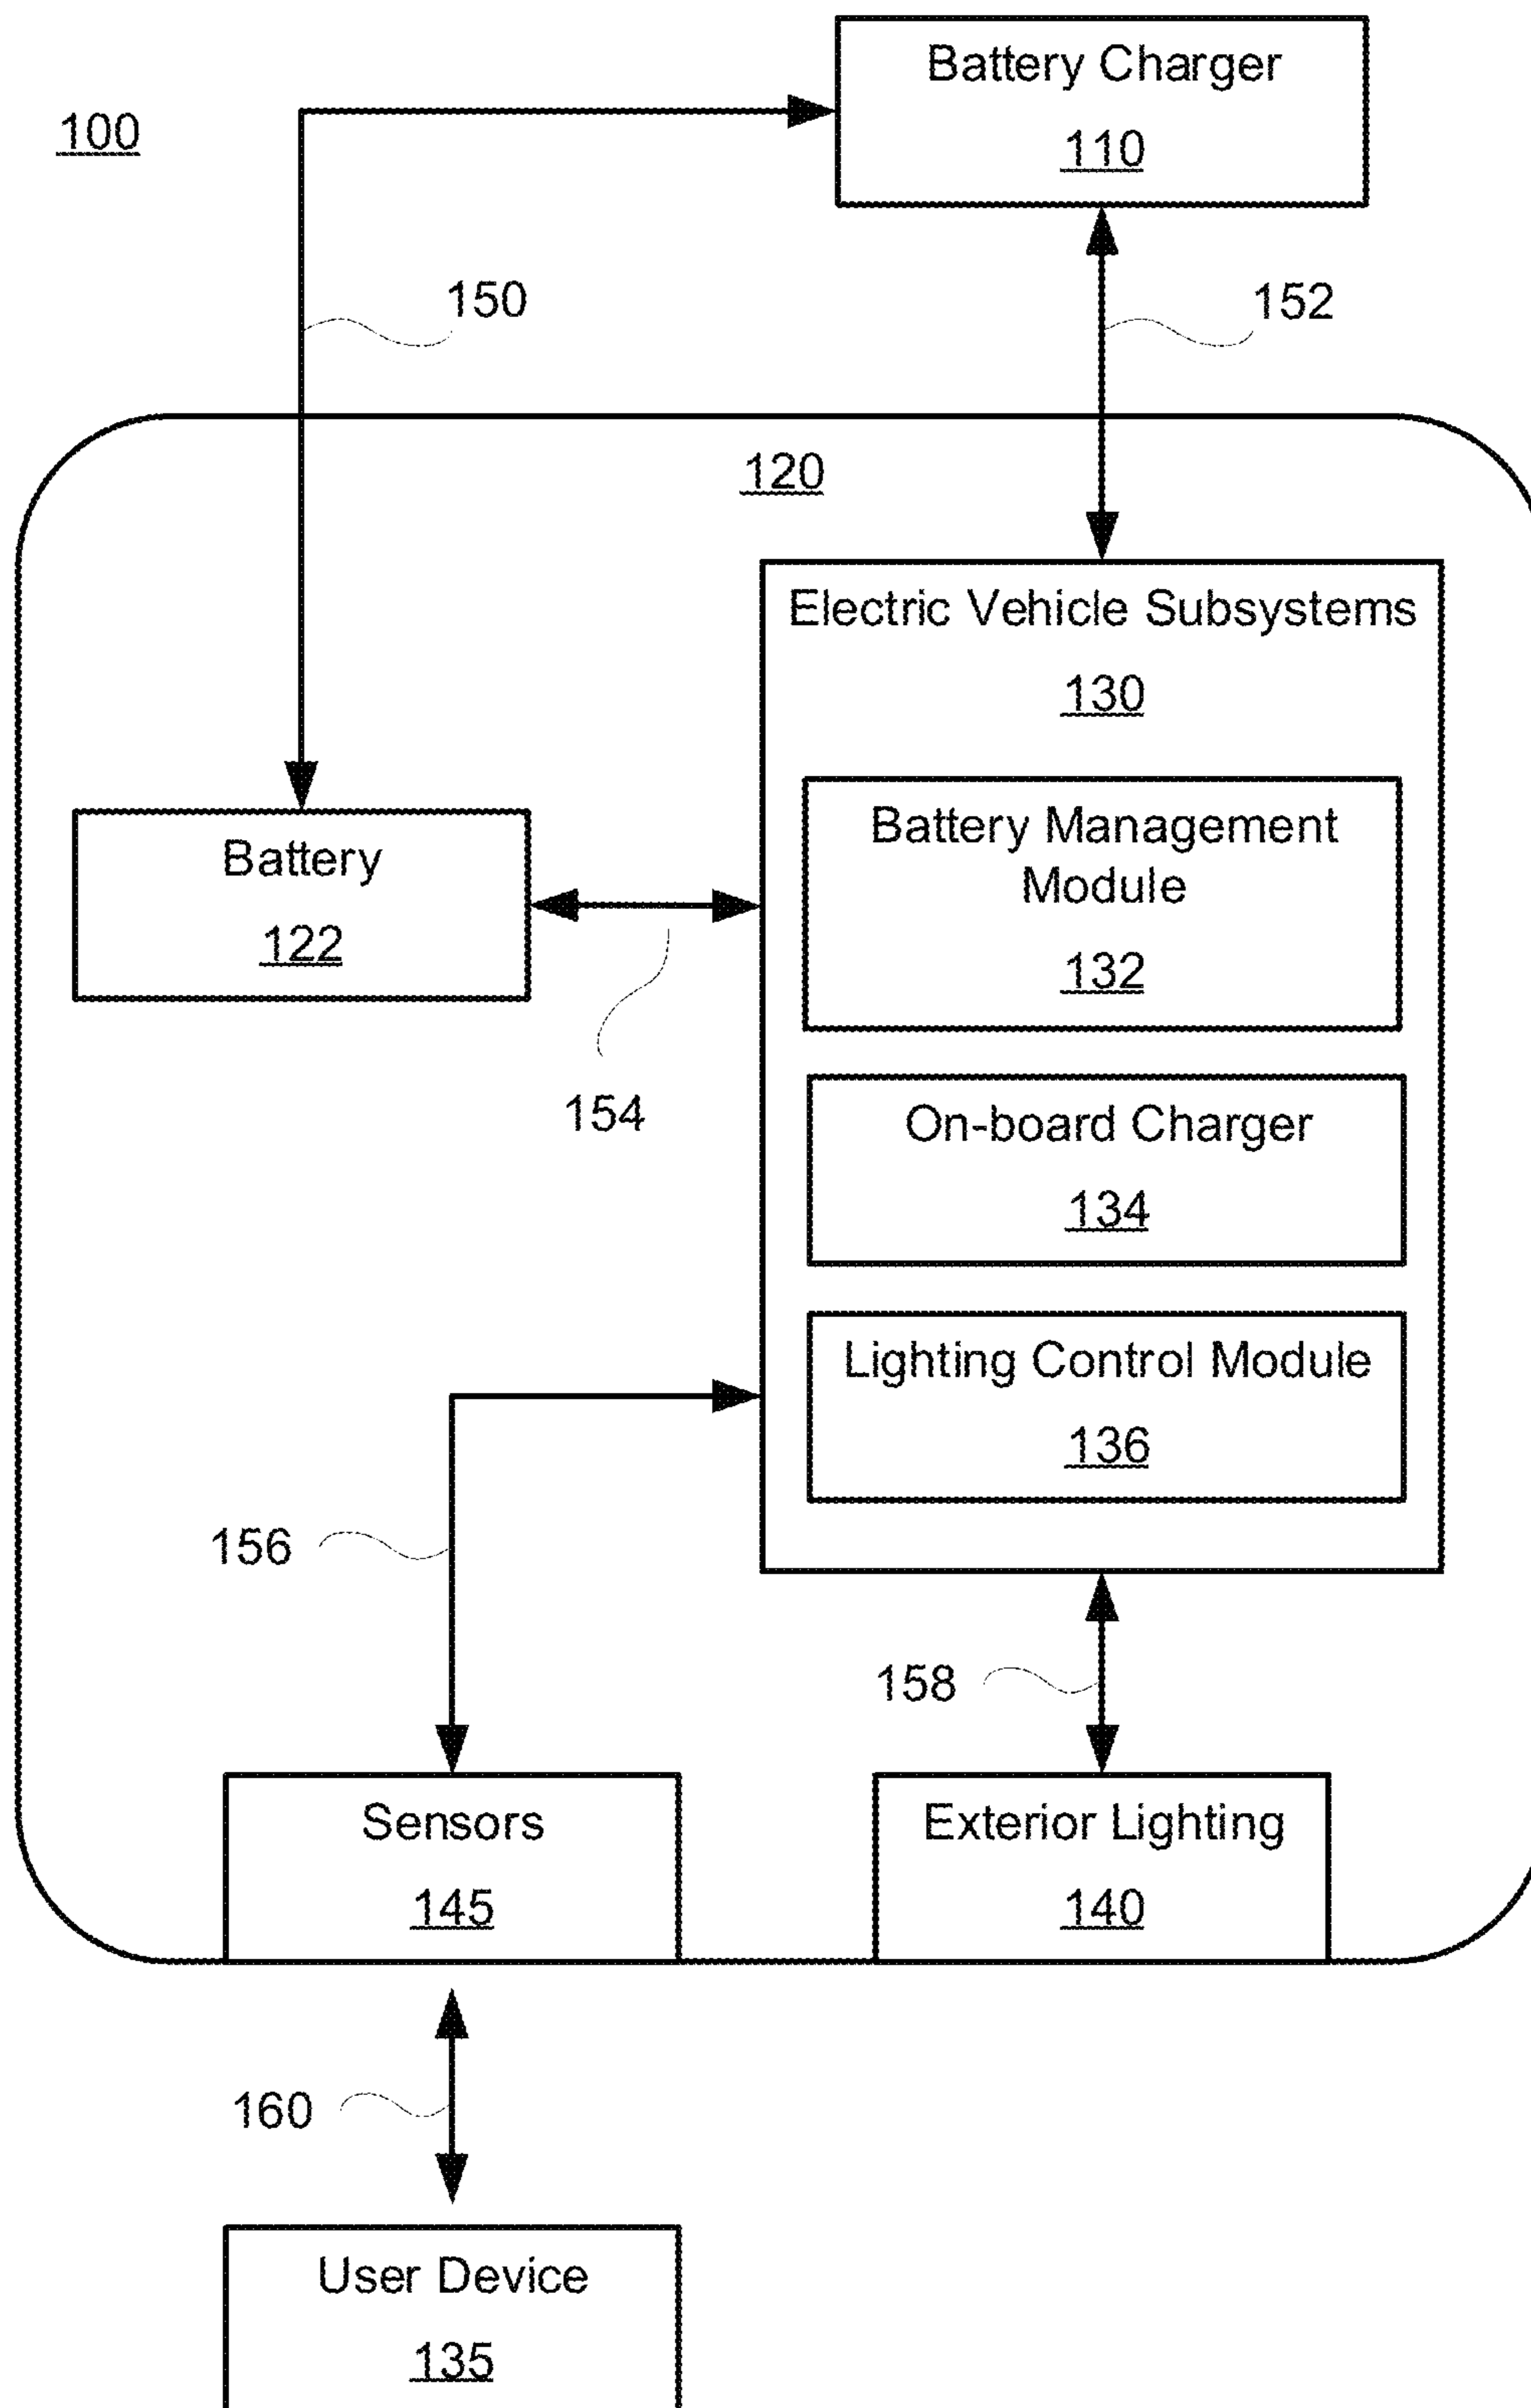 Battery Charger
110
100
150
152
120
Electric Vehicle Subsystems
130
Battery Management
Module
132
Battery
122
154
On-board Charger
134
Lighting Control Module
136
156
158
Sensors
145
Exterior Lighting
140
160
User Device
135